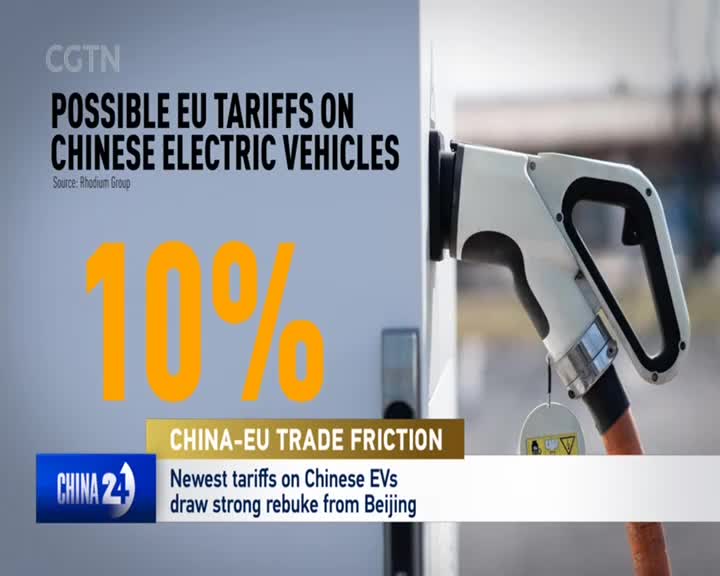 CGTN
POSSIBLE EU TARIFFS ON
CHINESE ELECTRIC VEHICLES
Source: Rhodium Group
10%
CHINA-EU TRADE FRICTION
CHINA 24
Newest tariffs on Chinese EVs
draw strong rebuke from Beijing